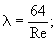 λ = 64/Re;